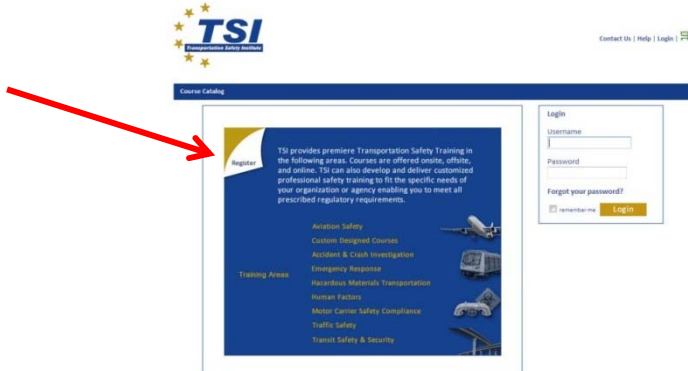 TSI
Transportation Safety Institute
Contact Us | Help | Login |
Course Catalog
Register
TSI provides premiere Transportation Safety Training in
the following areas. Courses are offered onsite, offsite,
and online. TSI can also develop and deliver customized
professional safety training to fit the specific needs of
your organization or agency enabling you to meet all
prescribed regulatory requirements.
Training Areas
Aviation Safety
Custom Designed Courses
Accident & Crash Investigation
Emergency Response
Hazardous Materials Transportation
Human Factors
Motor Carrier Safety Compliance
Traffic Safety
Transit Safety & Security
Login
Username
Password
Forgot your password?
remember me
Login